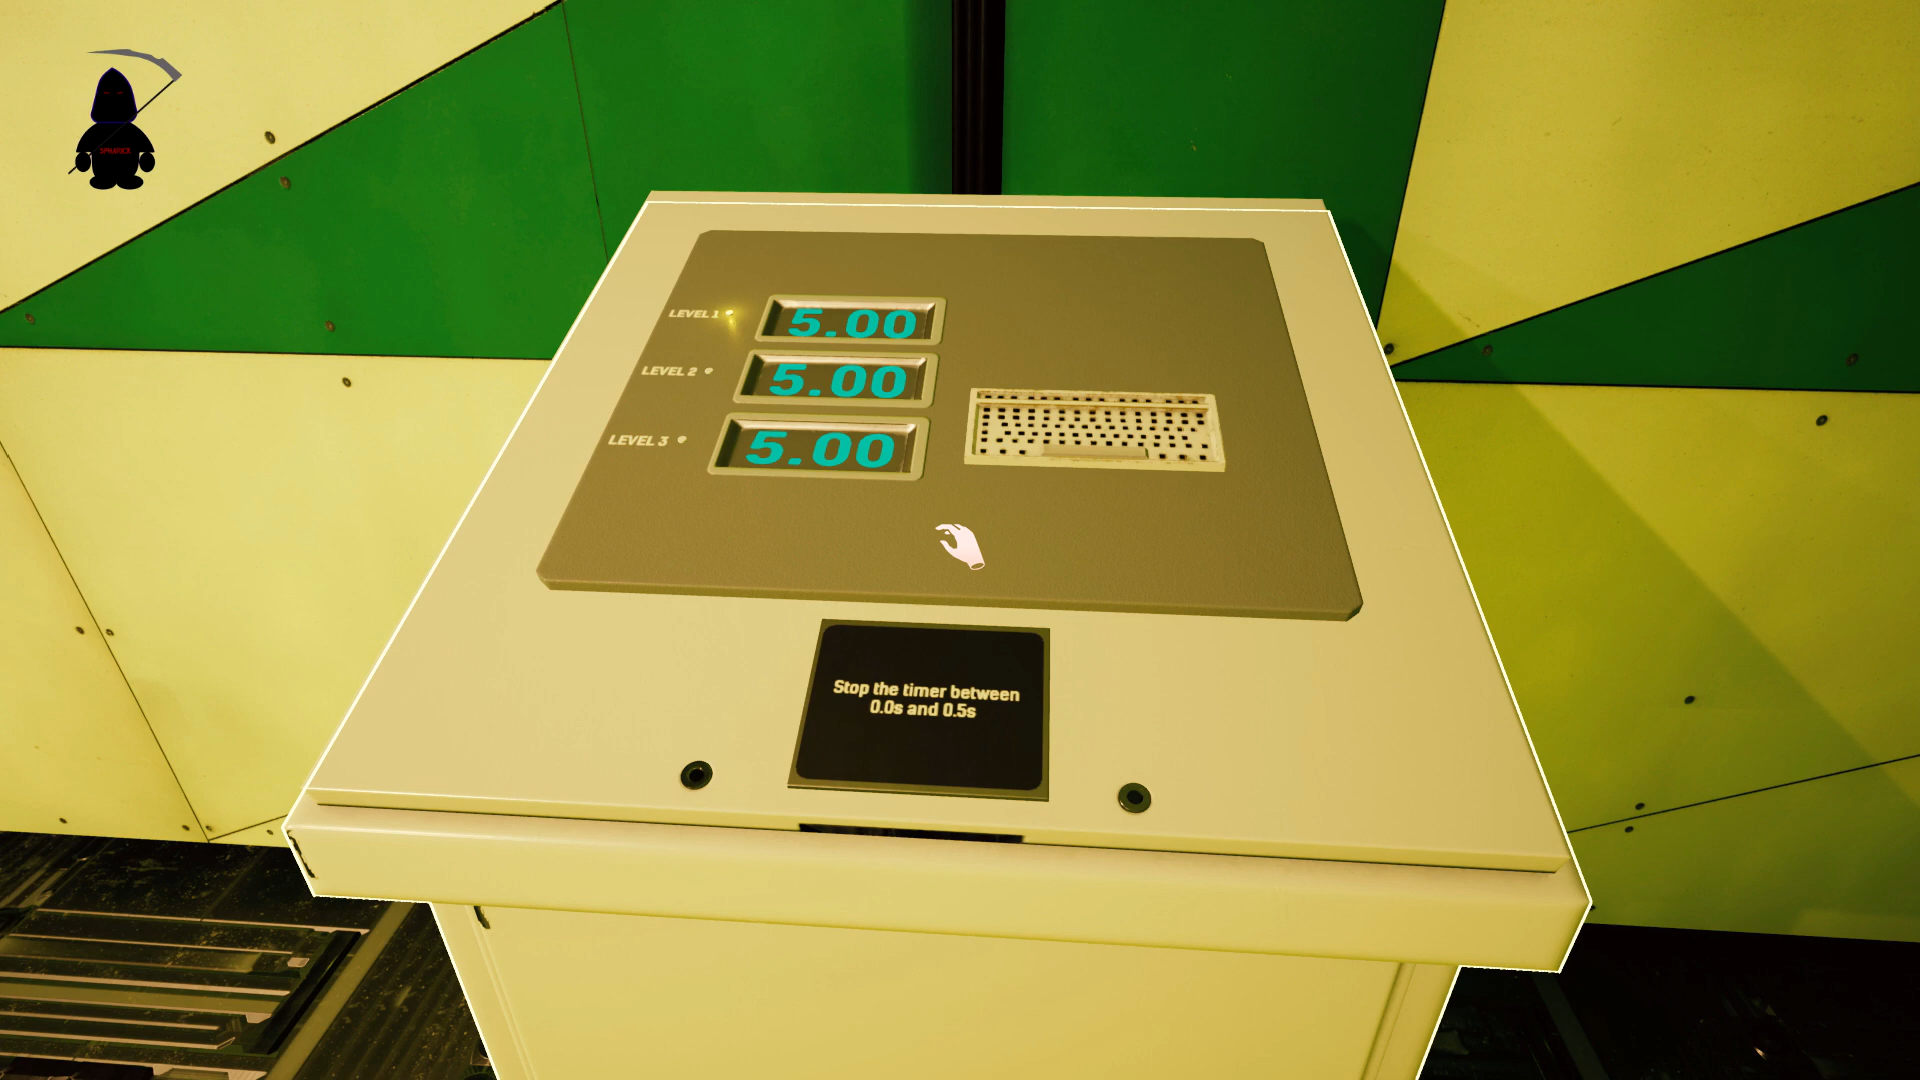 LEVEL 1
5.00
LEVEL 2
5.00
LEVEL 3
5.00
Stop the timer between
0.0s and 0.5s